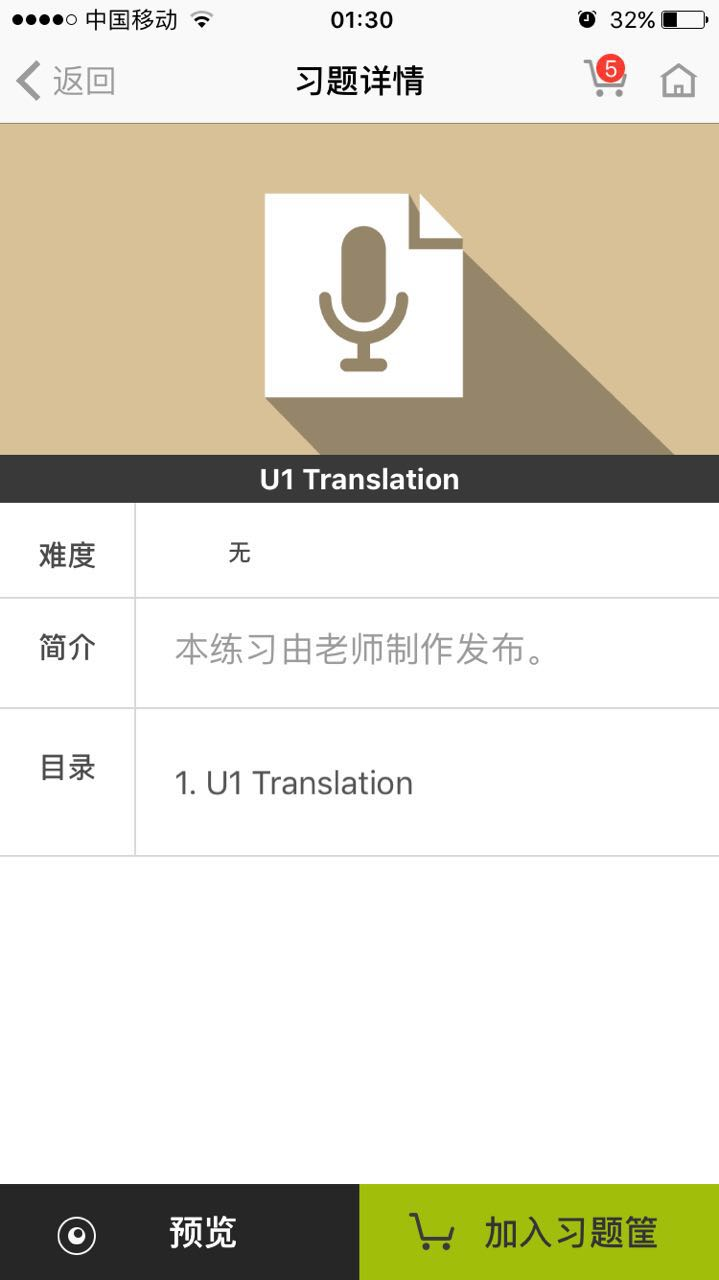 中国移动 01:30 32%
返回 习题详情 5
U1 Translation
难度 无
简介 本练习由老师制作发布。
目录 1. U1 Translation
预览 加入习题筐